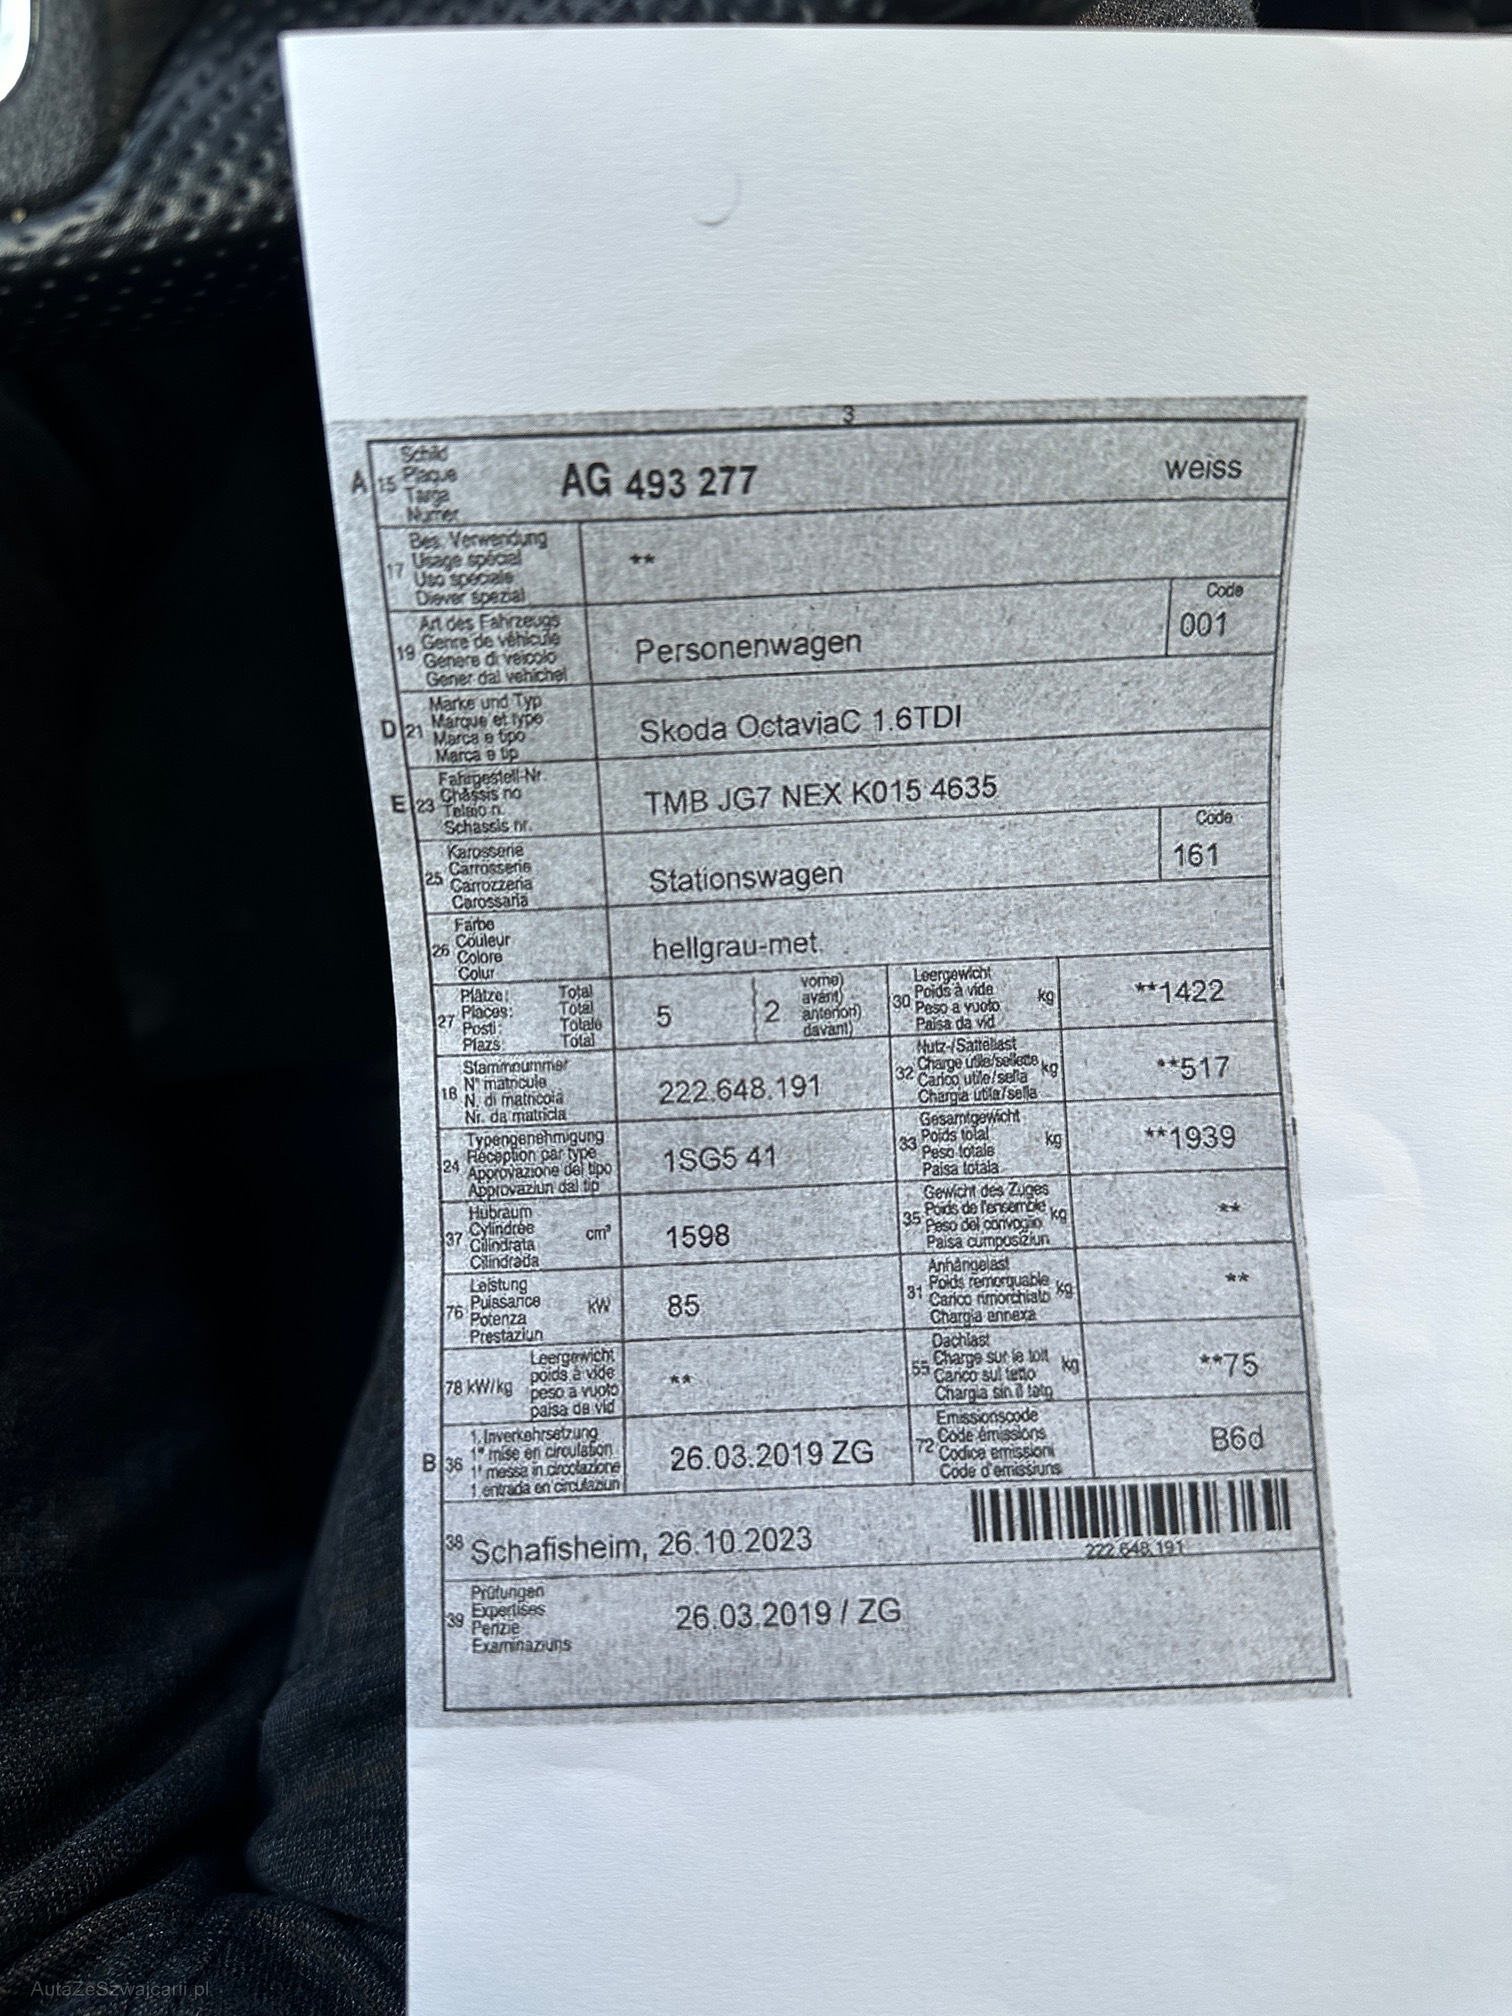 3
A 15 Schild AG 493 277 weiss
Plaque
Targa
Numer
17 Bes. Verwendung **
Usage spécial
Uso speciale
Diever spezial
19 Art des Fahrzeugs Personenwagen Code 001
Genre de véhicule
Genere di veicolo
Gener dal vehichel
D 21 Marke und Typ Skoda OctaviaC 1.6TDI
Marque et type
Marca e tipo
Marca e tip
E 23 Fahrgestell-Nr. TMB JG7 NEX K015 4635
Châssis no
Telaio n.
Schassis nr.
25 Karosserie Stationswagen Code 161
Carrosserie
Carrozzeria
Carossaria
26 Farbe hellgrau-met.
Couleur
Colore
Colur
27 Plätze: Total 5 2 vorne)
Places: Total avant)
Posti: Totale anteriori)
Plazs: Total davant)
30 Leergewicht kg **1422
Poids à vide
Peso a vuoto
Paisa da vid
18 Stammnummer 222.648.191
N° matricule
N. di matricola
Nr. da matricla
32 Nutz-/Sattellast kg **517
Charge utile/sellette
Carico utile/sella
Chargia utila/sella
24 Typengenehmigung 1SG5 41
Réception par type
Approvazione del tipo
Approvaziun dal tip
33 Gesamtgewicht kg **1939
Poids total
Peso totale
Paisa totala
37 Hubraum cm³ 1598
Cylindrée
Cilindrata
Cilindrada
35 Gewicht des Zuges kg **
Poids de l'ensemble
Peso del convoglio
Paisa cumposiziun
76 Leistung kW 85
Puissance
Potenza
Prestaziun
31 Anhängelast kg **
Poids remorquable
Carico rimorchiato
Chargia annexa
78 kW/kg Leergewicht **
poids à vide
peso a vuoto
paisa da vid
55 Dachlast kg **75
Charge sur le toit
Carico sul tetto
Chargia sin il tetg
B 36 1. Inverkehrsetzung 26.03.2019 ZG
1re mise en circulation
1a messa in circolazione
1. entrada en circulaziun
72 Emissionscode B6d
Code émissions
Codice emissioni
Code d'emissiuns
38 Schafisheim, 26.10.2023
222.648.191
39 Prüfungen 26.03.2019 / ZG
Expertises
Perizie
Examinaziuns
AutaZeSzwajcarii.pl